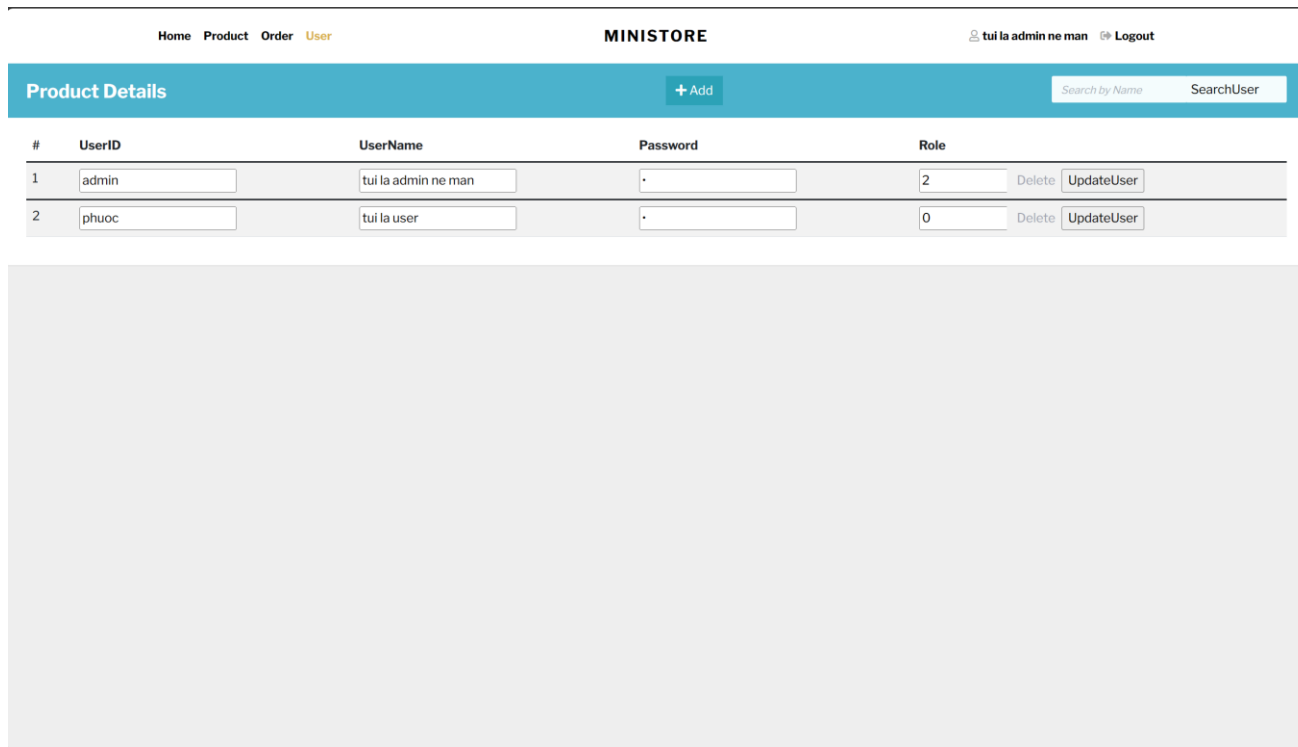 Home Product Order User MINISTORE tui la admin ne man Logout
Product Details + Add Search by Name SearchUser
# UserID UserName Password Role
1 admin tui la admin ne man • 2 Delete UpdateUser
2 phuoc tui la user • 0 Delete UpdateUser